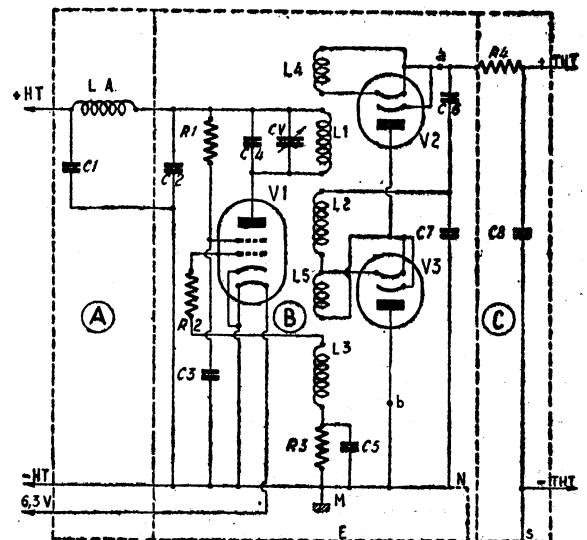 L A.
+HT
C1
C2
R1
C4
CV
L1
L4
a
V2
C6
R4
+ THT
V1
L2
C7
V3
C8
L5
A
B
C
R2
C3
L3
b
R3
C5
-HT
M
N
- THT
6,3 V
E
S